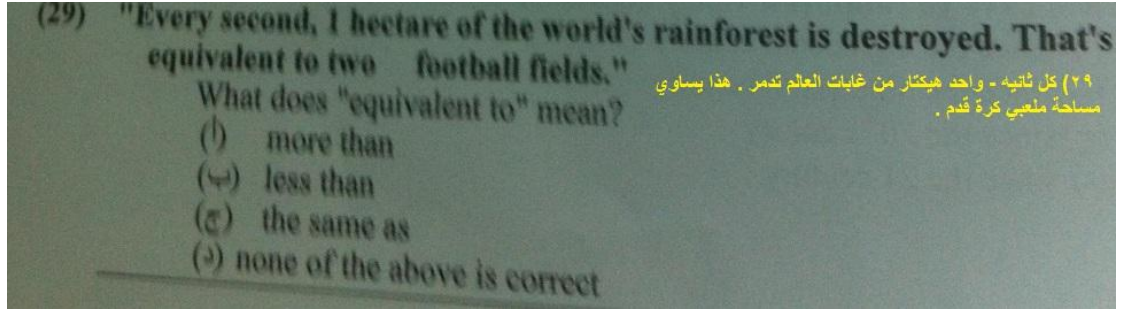 (29) "Every second, 1 hectare of the world's rainforest is destroyed. That's
equivalent to two football fields."
What does "equivalent to" mean?
(أ) more than
(ب) less than
(ج) the same as
(د) none of the above is correct
٢٩) كل ثانيه - واحد هيكتار من غابات العالم تدمر . هذا يساوي
مساحة ملعبي كرة قدم .